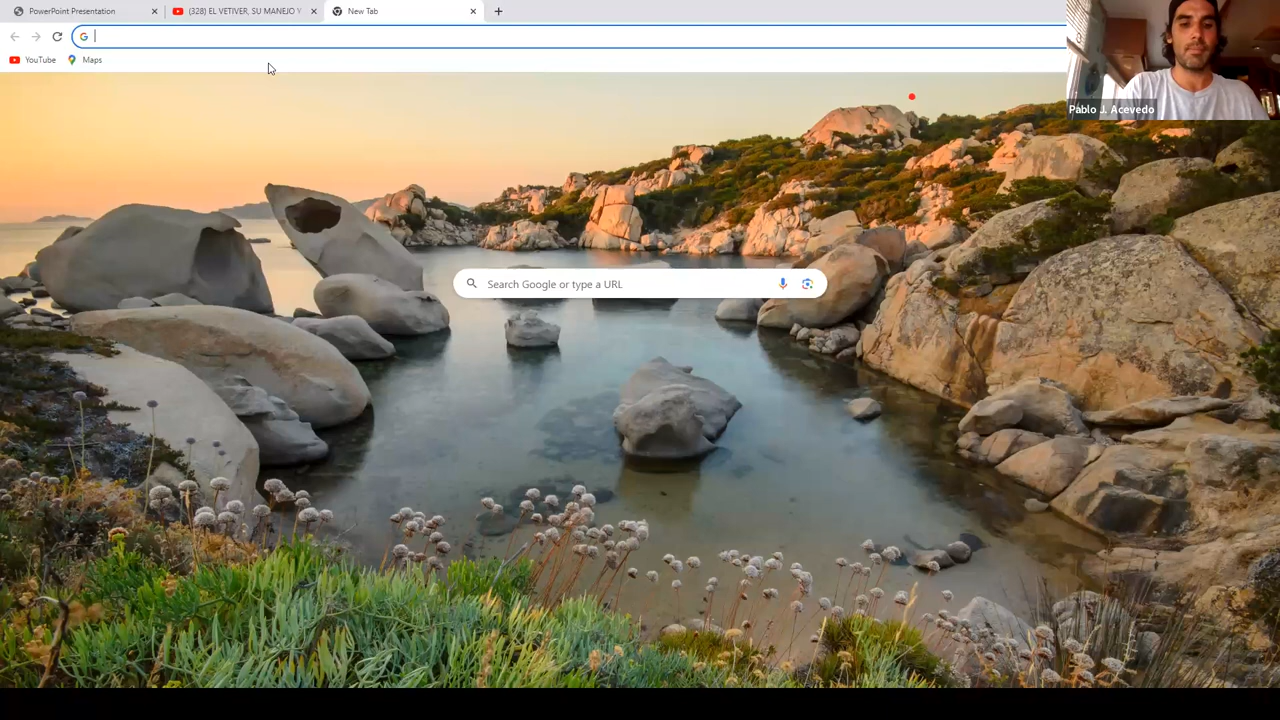 PowerPoint Presentation
(328) EL VETIVER, SU MANEJO Y
New Tab
YouTube
Maps
Pablo J. Acevedo
Search Google or type a URL